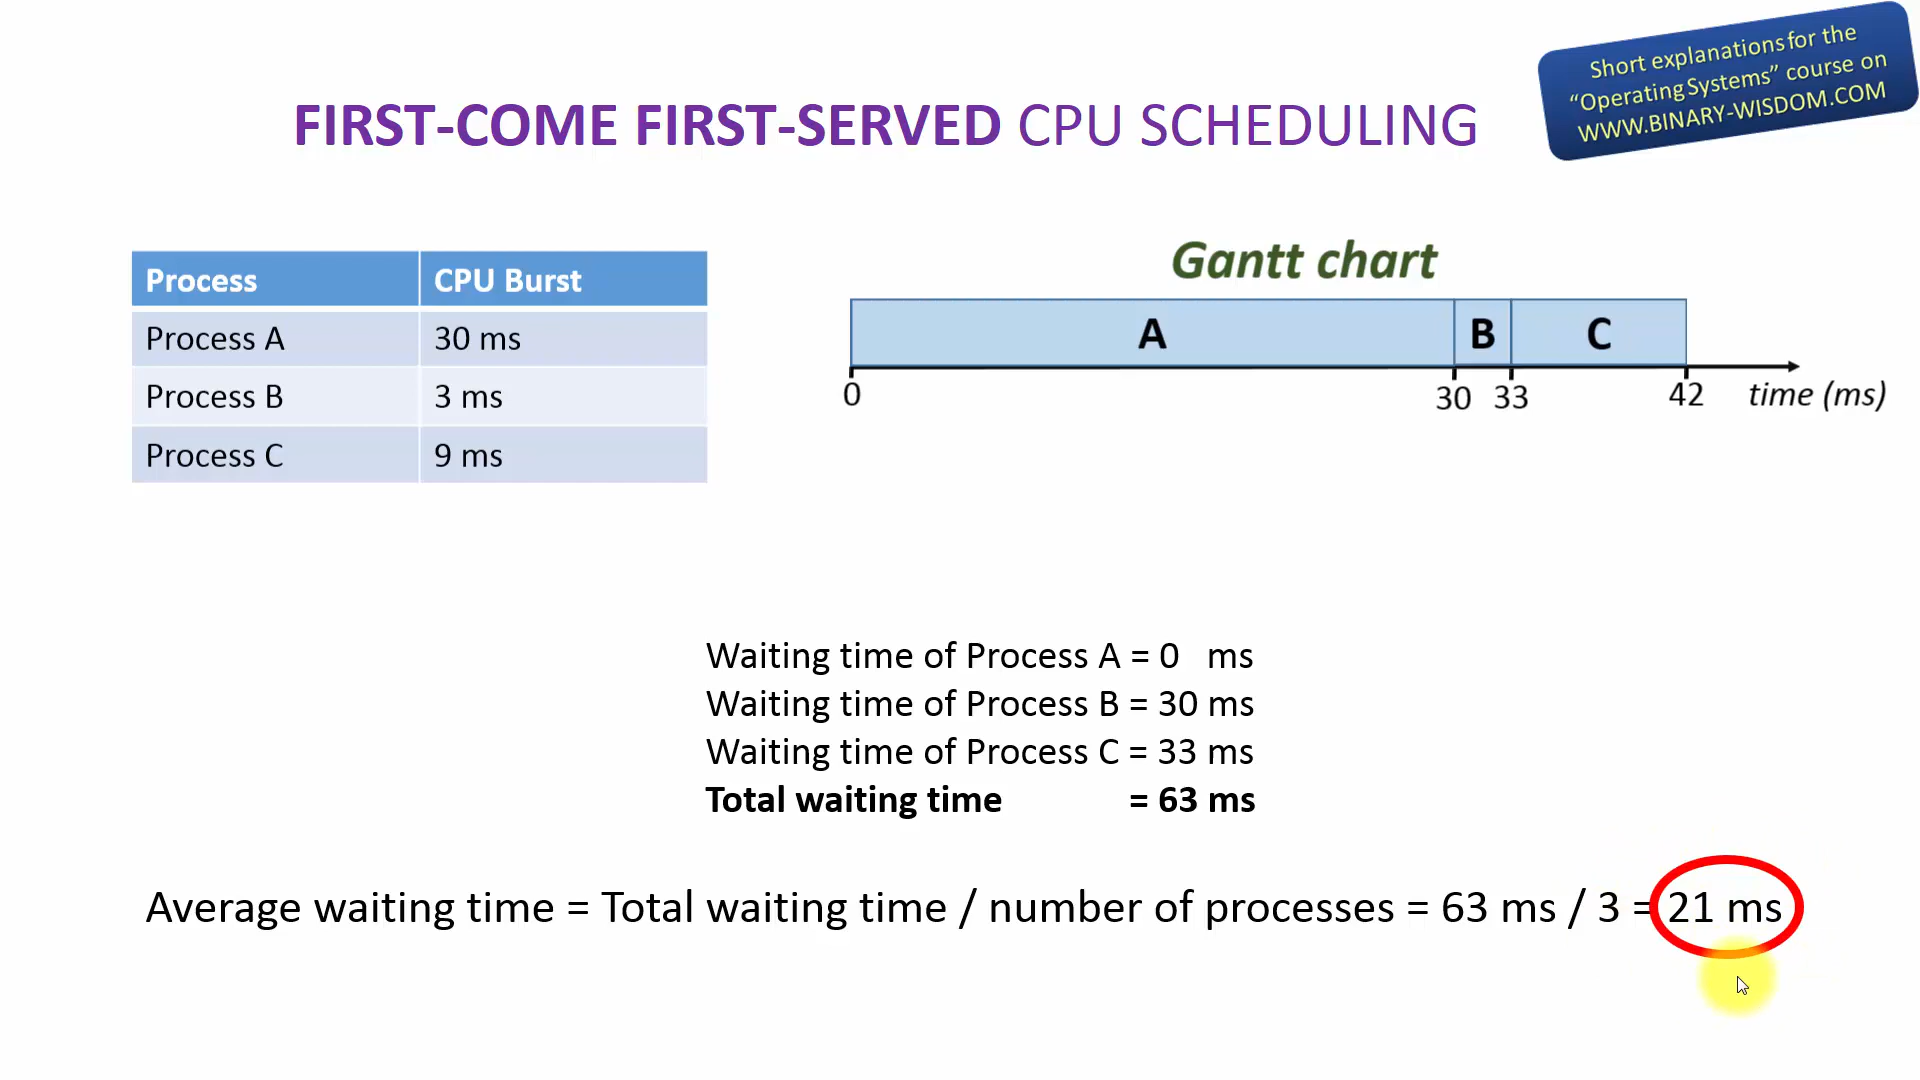 Short explanations for the
“Operating Systems” course on
WWW.BINARY-WISDOM.COM
FIRST-COME FIRST-SERVED CPU SCHEDULING
Process CPU Burst
Process A 30 ms
Process B 3 ms
Process C 9 ms
Gantt chart
A B C
0 30 33 42 time (ms)
Waiting time of Process A = 0 ms
Waiting time of Process B = 30 ms
Waiting time of Process C = 33 ms
Total waiting time = 63 ms
Average waiting time = Total waiting time / number of processes = 63 ms / 3 = 21 ms